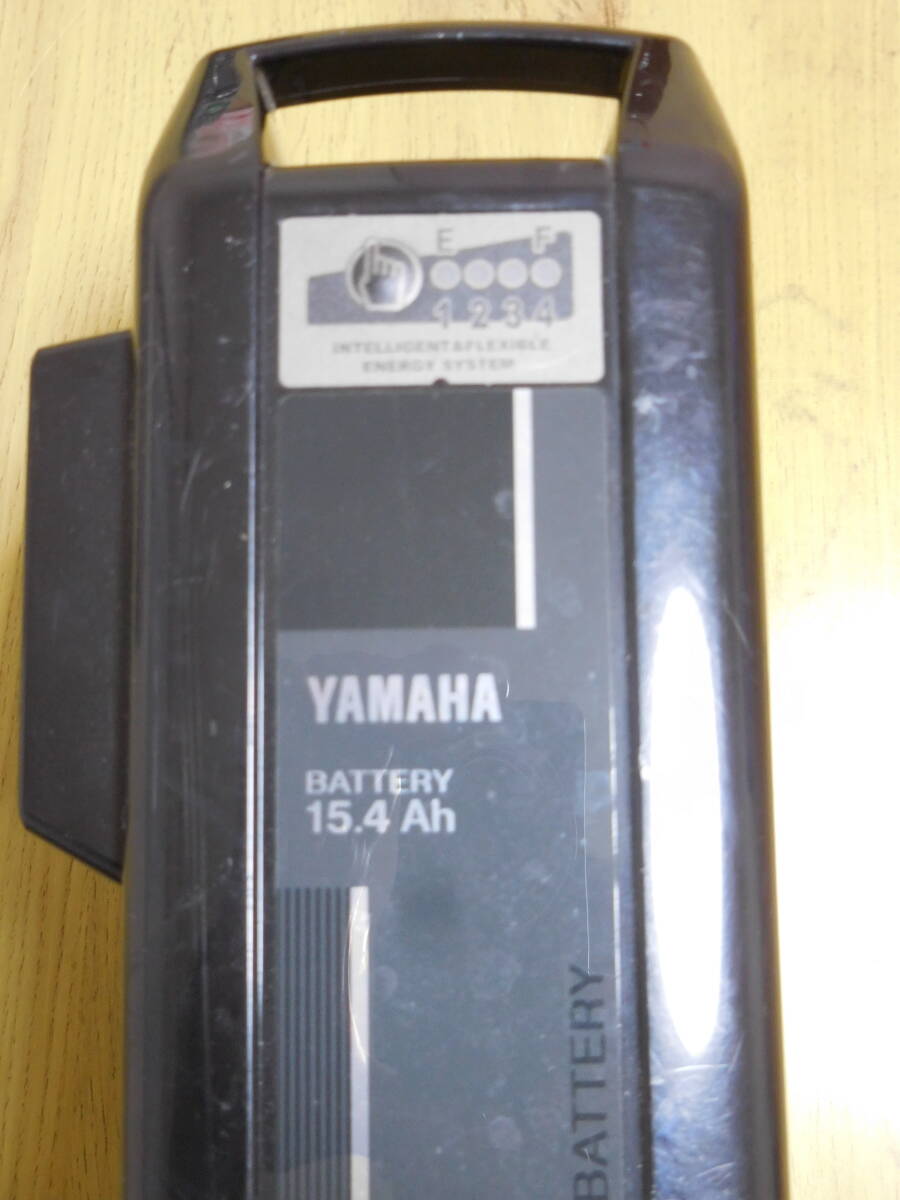 E F
1 2 3 4
INTELLIGENT&FLEXIBLE
ENERGY SYSTEM
YAMAHA
BATTERY
15.4 Ah
BATTERY